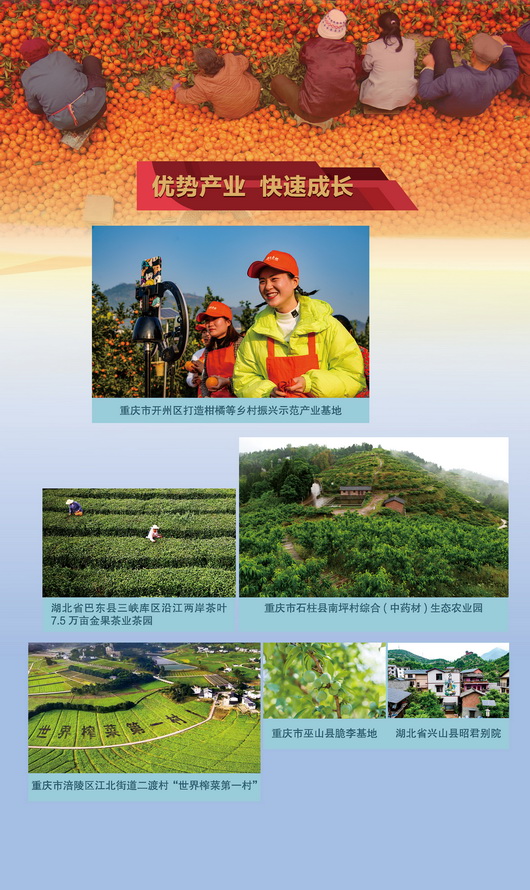 优势产业 快速成长
重庆市开州区打造柑橘等乡村振兴示范产业基地
湖北省巴东县三峡库区沿江两岸茶叶
7.5万亩金果茶业茶园
重庆市石柱县南坪村综合(中药材)生态农业园
世界榨菜第一村
重庆市涪陵区江北街道二渡村“世界榨菜第一村”
重庆市巫山县脆李基地
湖北省兴山县昭君别院